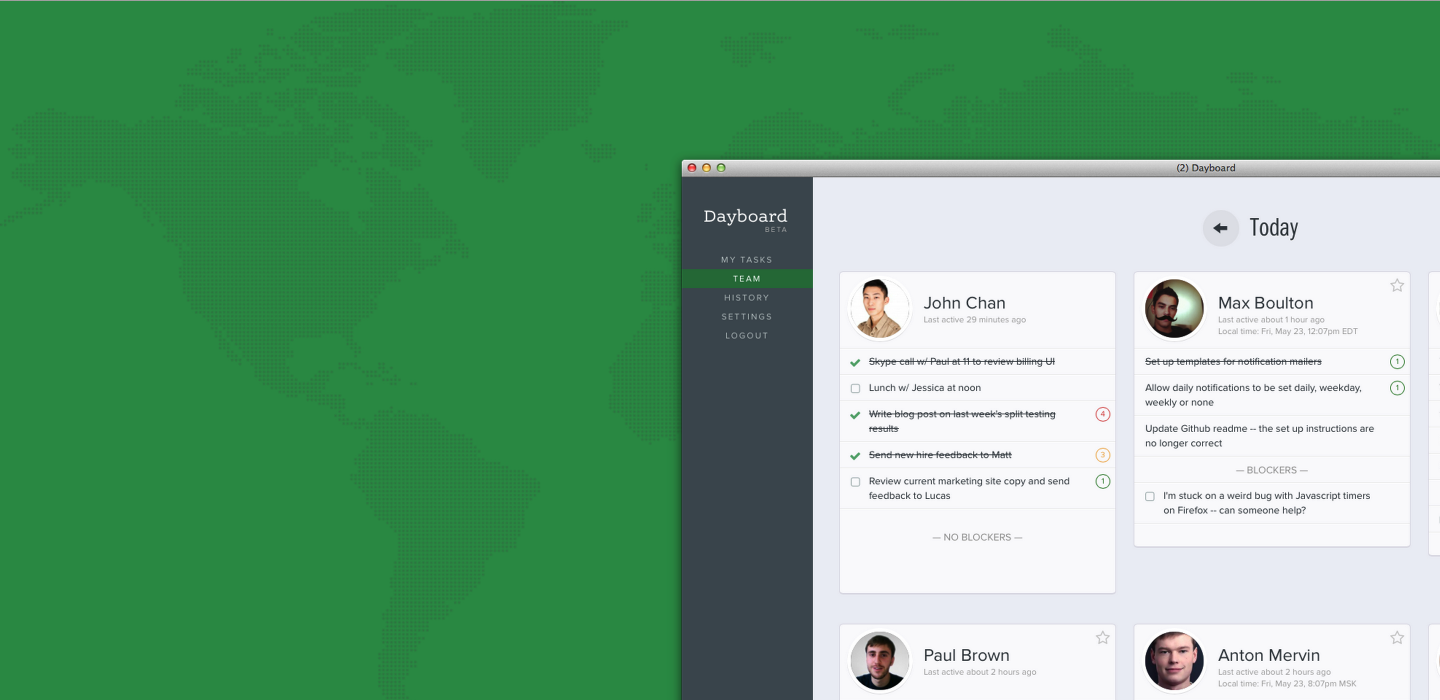 (2) Dayboard
Dayboard
BETA
MY TASKS
TEAM
HISTORY
SETTINGS
LOGOUT
Today
John Chan
Last active 29 minutes ago
Skype call w/ Paul at 11 to review billing UI
Lunch w/ Jessica at noon
Write blog post on last week's split testing
results
4
Send new hire feedback to Matt
3
Review current marketing site copy and send
feedback to Lucas
1
— NO BLOCKERS —
Max Boulton
Last active about 1 hour ago
Local time: Fri, May 23, 12:07pm EDT
Set up templates for notification mailers
1
Allow daily notifications to be set daily, weekday,
weekly or none
1
Update Github readme -- the set up instructions are
no longer correct
— BLOCKERS —
I'm stuck on a weird bug with Javascript timers
on Firefox -- can someone help?
Paul Brown
Last active about 2 hours ago
Anton Mervin
Last active about 2 hours ago
Local time: Fri, May 23, 8:07pm MSK